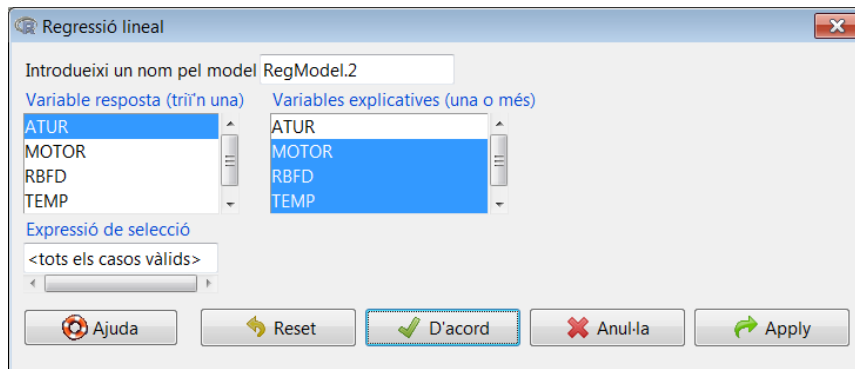 Regressió lineal
Introdueixi un nom pel model RegModel.2
Variable resposta (triï'n una) Variables explicatives (una o més)
ATUR ATUR
MOTOR MOTOR
RBFD RBFD
TEMP TEMP
Expressió de selecció
<tots els casos vàlids>
Ajuda Reset D'acord Anul·la Apply